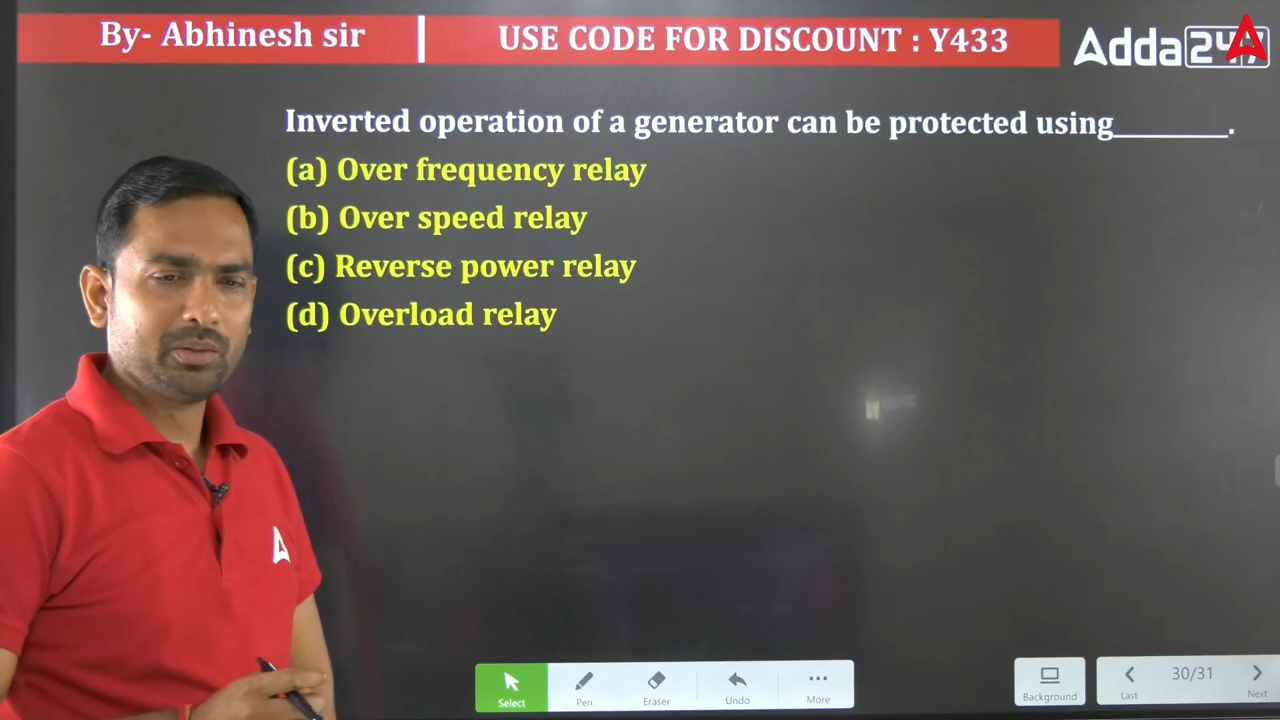 By- Abhinesh sir
USE CODE FOR DISCOUNT : Y433
Adda247
Inverted operation of a generator can be protected using________.
(a) Over frequency relay
(b) Over speed relay
(c) Reverse power relay
(d) Overload relay
Select
Pen
Eraser
Undo
More
Background
Last
30/31
Next